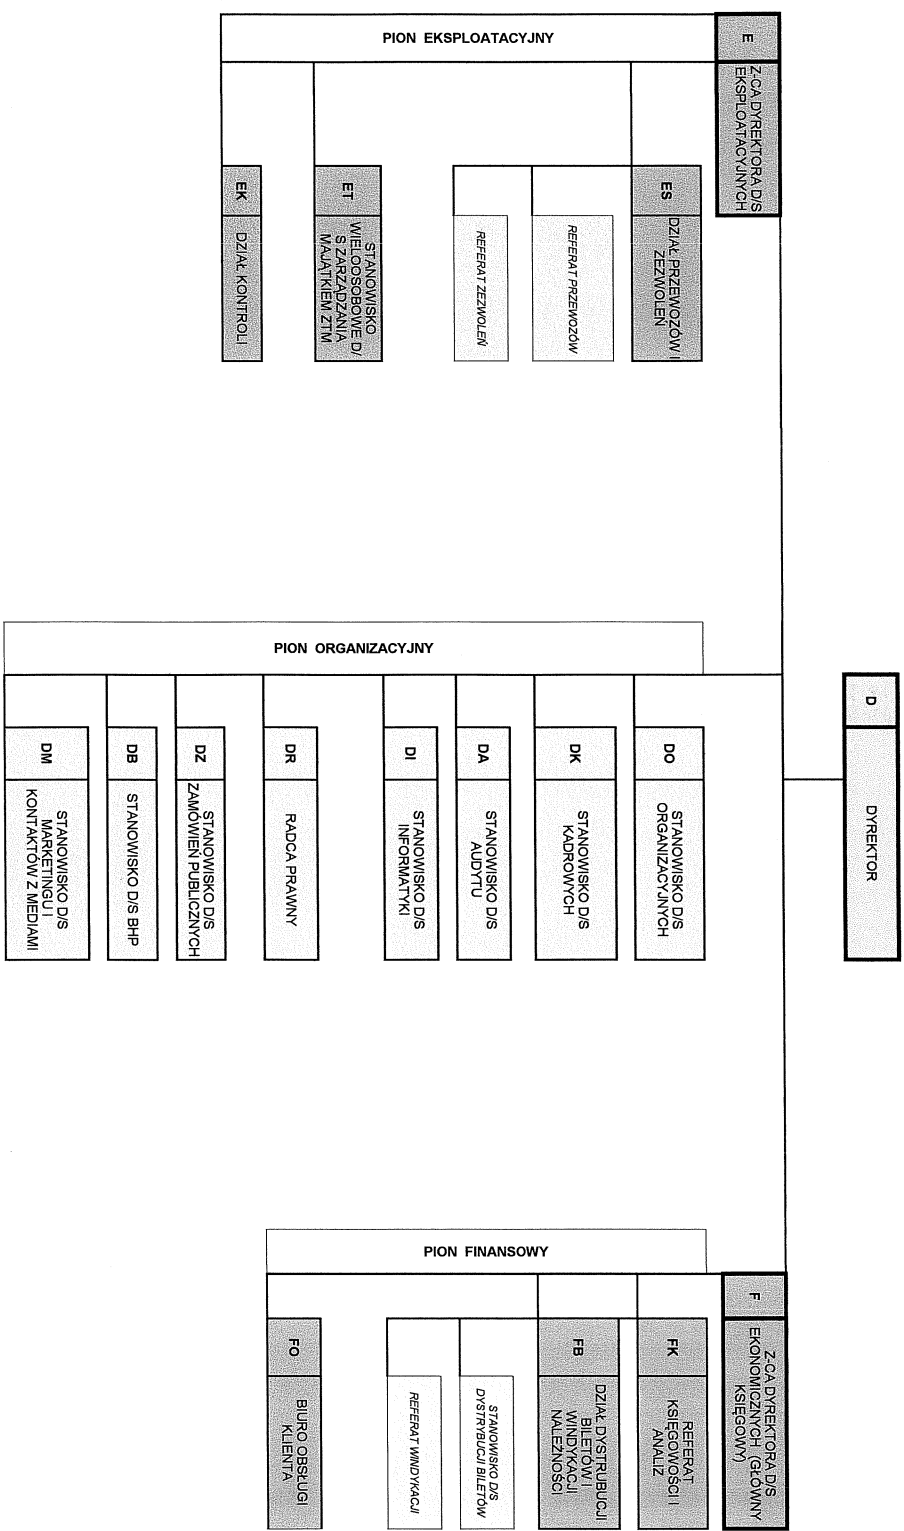 D
DYREKTOR
E
Z-CA DYREKTORA D/S
EKSPLOATACYJNYCH
PION EKSPLOATACYJNY
ES
DZIAŁ PRZEWOZÓW I
ZEZWOLEŃ
REFERAT PRZEWOZÓW
REFERAT ZEZWOLEŃ
ET
STANOWISKO
WIELOOSOBOWE D/
S ZARZĄDZANIA
MAJĄTKIEM ZTM
EK
DZIAŁ KONTROLI
PION ORGANIZACYJNY
DO
STANOWISKO D/S
ORGANIZACYJNYCH
DK
STANOWISKO D/S
KADROWYCH
DA
STANOWISKO D/S
AUDYTU
DI
STANOWISKO D/S
INFORMATYKI
DR
RADCA PRAWNY
DZ
STANOWISKO D/S
ZAMÓWIEŃ PUBLICZNYCH
DB
STANOWISKO D/S BHP
DM
STANOWISKO D/S
MARKETINGU I
KONTAKTÓW Z MEDIAMI
F
Z-CA DYREKTORA D/S
EKONOMICZNYCH (GŁÓWNY
KSIĘGOWY)
PION FINANSOWY
FK
REFERAT
KSIĘGOWOŚCI I
ANALIZ
FB
DZIAŁ DYSTRUBUCJI
BILETÓW I
WINDYKACJI
NALEŻNOŚCI
STANOWISKO D/S
DYSTRYBUCJI BILETÓW
REFERAT WINDYKACJI
FO
BIURO OBSŁUGI
KLIENTA